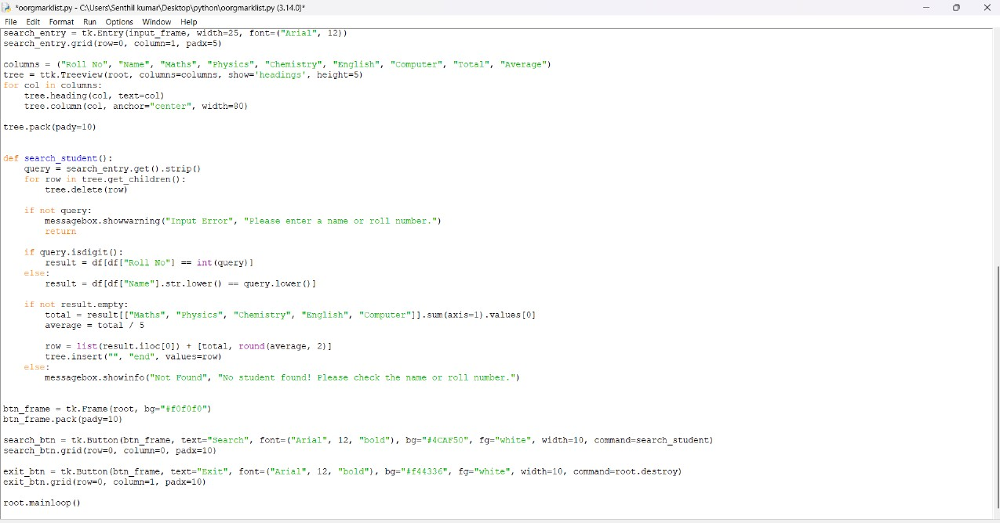 *oorgmarklist.py - C:\Users\Senthil kumar\Desktop\python\oorgmarklist.py (3.14.0)*
File Edit Format Run Options Window Help
search_entry = tk.Entry(input_frame, width=25, font=("Arial", 12))
search_entry.grid(row=0, column=1, padx=5)

columns = ("Roll No", "Name", "Maths", "Physics", "Chemistry", "English", "Computer", "Total", "Average")
tree = ttk.Treeview(root, columns=columns, show='headings', height=5)
for col in columns:
    tree.heading(col, text=col)
    tree.column(col, anchor="center", width=80)

tree.pack(pady=10)


def search_student():
    query = search_entry.get().strip()
    for row in tree.get_children():
        tree.delete(row)

    if not query:
        messagebox.showwarning("Input Error", "Please enter a name or roll number.")
        return

    if query.isdigit():
        result = df[df["Roll No"] == int(query)]
    else:
        result = df[df["Name"].str.lower() == query.lower()]

    if not result.empty:
        total = result[["Maths", "Physics", "Chemistry", "English", "Computer"]].sum(axis=1).values[0]
        average = total / 5

        row = list(result.iloc[0]) + [total, round(average, 2)]
        tree.insert("", "end", values=row)
    else:
        messagebox.showinfo("Not Found", "No student found! Please check the name or roll number.")


btn_frame = tk.Frame(root, bg="#f0f0f0")
btn_frame.pack(pady=10)

search_btn = tk.Button(btn_frame, text="Search", font=("Arial", 12, "bold"), bg="#4CAF50", fg="white", width=10, command=search_student)
search_btn.grid(row=0, column=0, padx=10)

exit_btn = tk.Button(btn_frame, text="Exit", font=("Arial", 12, "bold"), bg="#f44336", fg="white", width=10, command=root.destroy)
exit_btn.grid(row=0, column=1, padx=10)

root.mainloop()